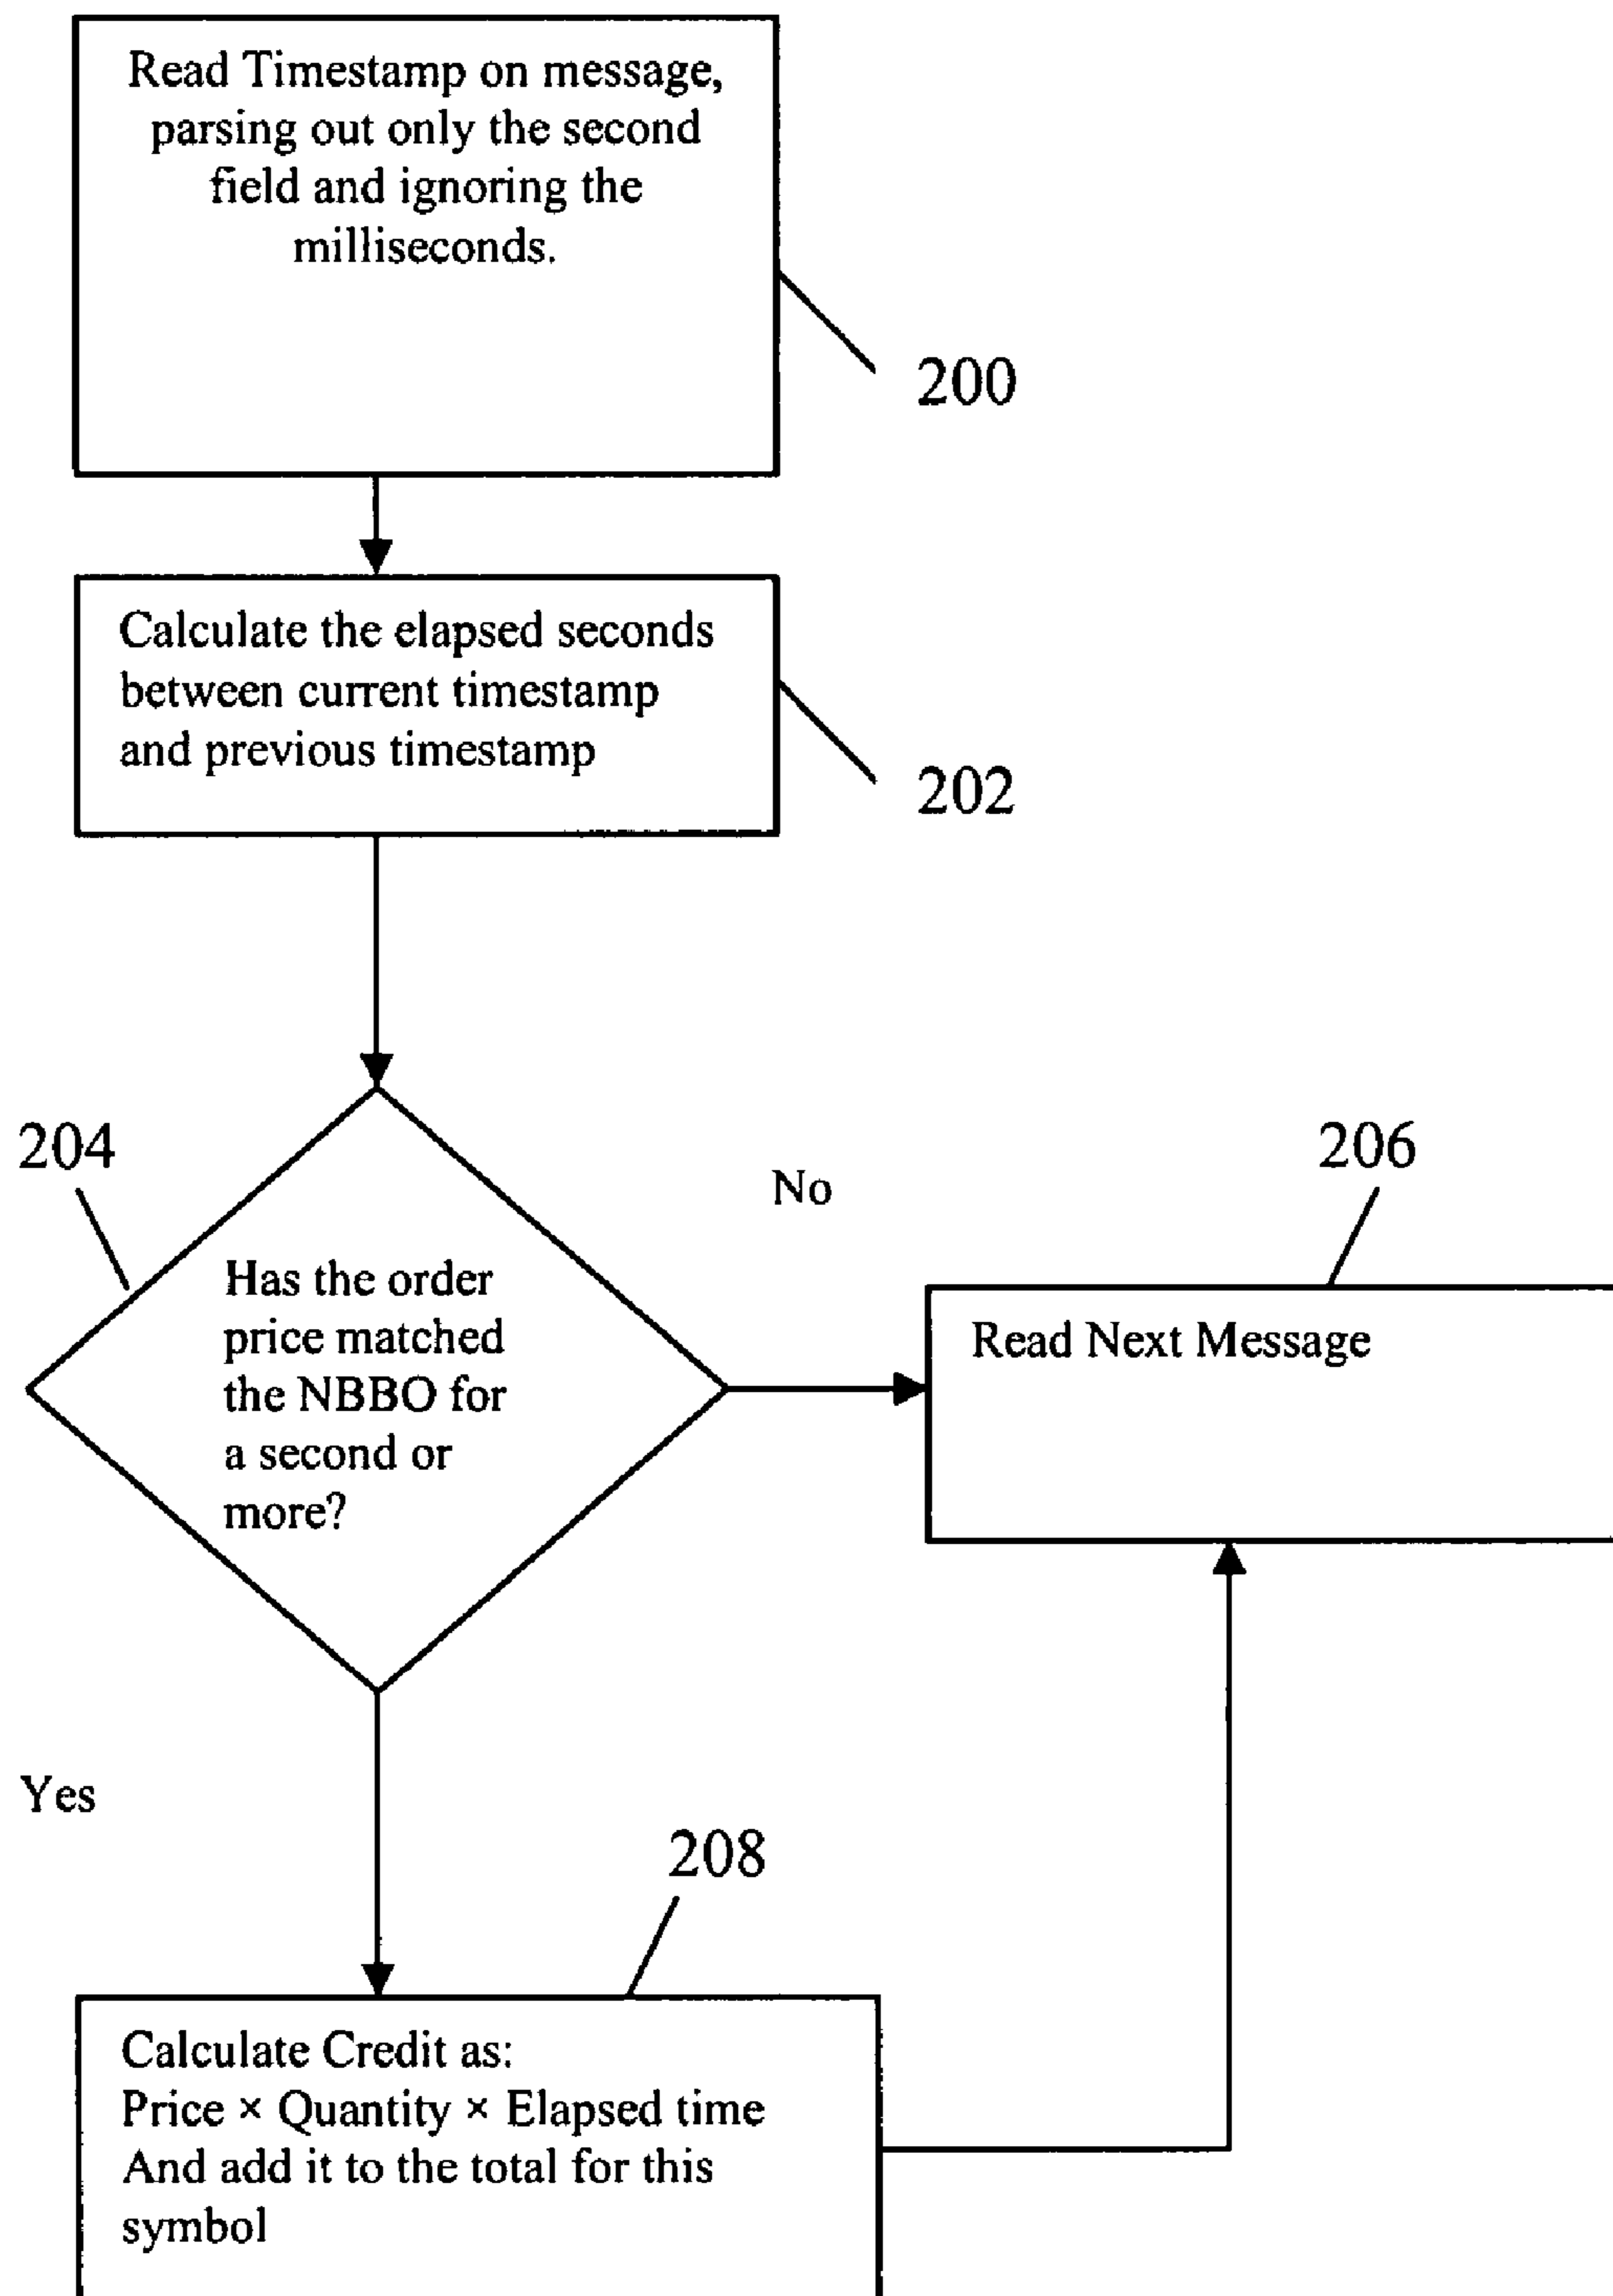 Read Timestamp on message,
parsing out only the second
field and ignoring the
milliseconds.
200
Calculate the elapsed seconds
between current timestamp
and previous timestamp
202
204
No
206
Has the order
price matched
the NBBO for
a second or
more?
Read Next Message
Yes
208
Calculate Credit as:
Price × Quantity × Elapsed time
And add it to the total for this
symbol